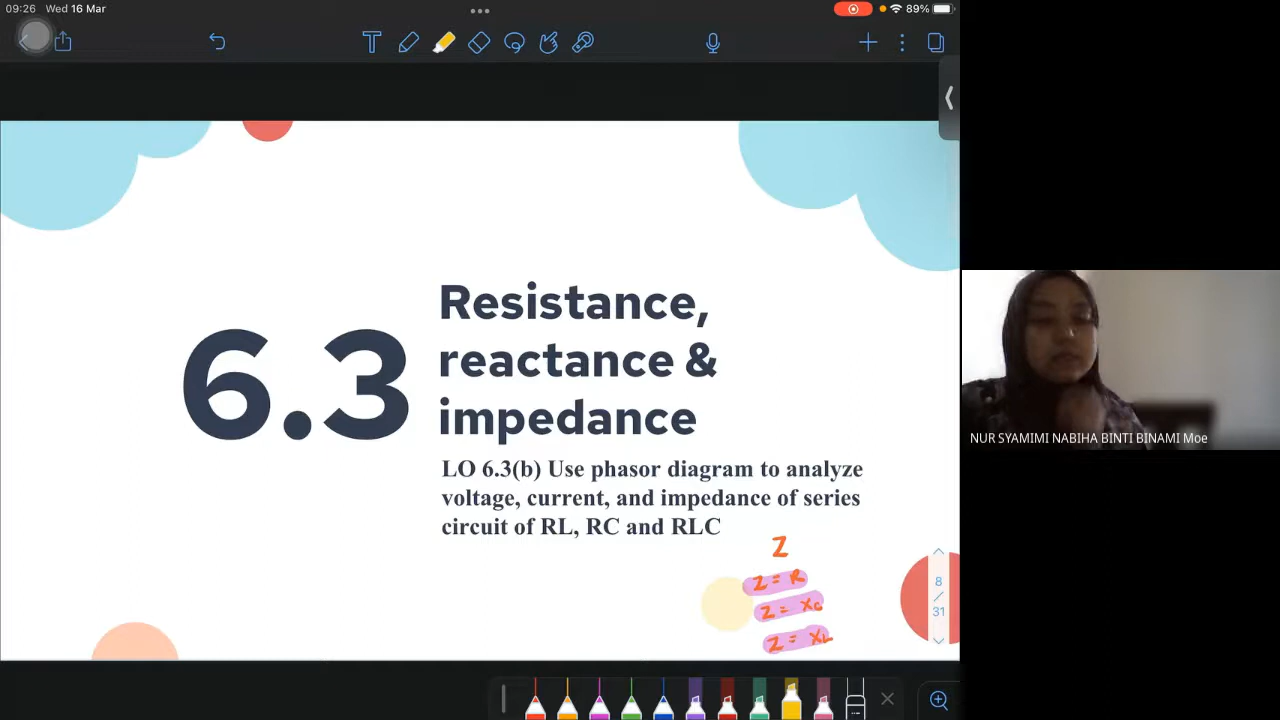 09:26 Wed 16 Mar
89%
6.3
Resistance,
reactance &
impedance
LO 6.3(b) Use phasor diagram to analyze
voltage, current, and impedance of series
circuit of RL, RC and RLC
Z
Z = R
Z = XC
Z = XL
8
/
31
NUR SYAMIMI NABIHA BINTI BINAMI Moe